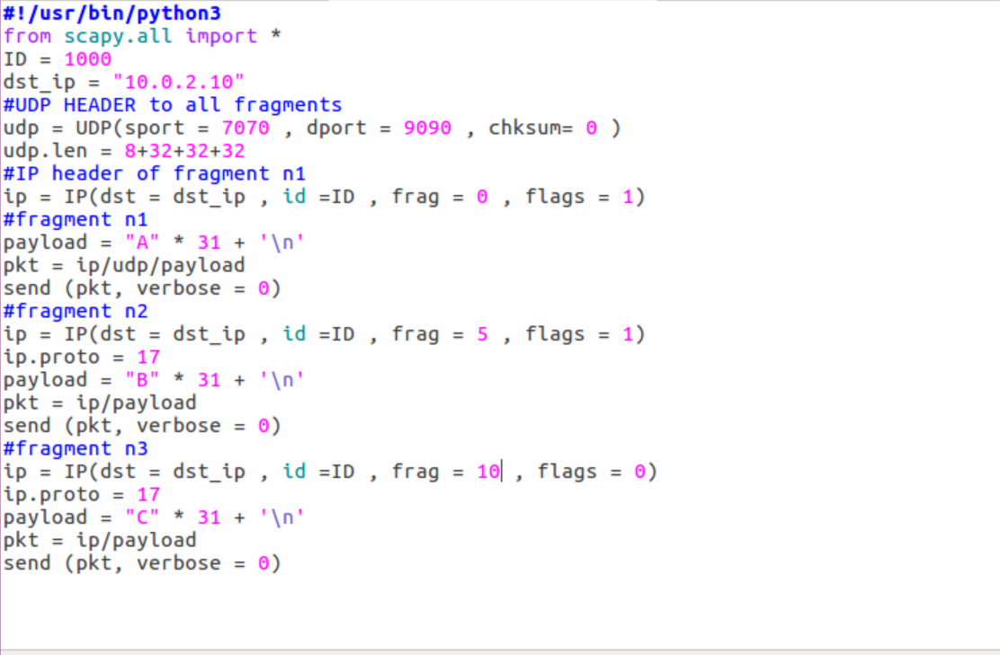 #!/usr/bin/python3
from scapy.all import *
ID = 1000
dst_ip = "10.0.2.10"
#UDP HEADER to all fragments
udp = UDP(sport = 7070 , dport = 9090 , chksum= 0 )
udp.len = 8+32+32+32
#IP header of fragment n1
ip = IP(dst = dst_ip , id =ID , frag = 0 , flags = 1)
#fragment n1
payload = "A" * 31 + '\n'
pkt = ip/udp/payload
send (pkt, verbose = 0)
#fragment n2
ip = IP(dst = dst_ip , id =ID , frag = 5 , flags = 1)
ip.proto = 17
payload = "B" * 31 + '\n'
pkt = ip/payload
send (pkt, verbose = 0)
#fragment n3
ip = IP(dst = dst_ip , id =ID , frag = 10 , flags = 0)
ip.proto = 17
payload = "C" * 31 + '\n'
pkt = ip/payload
send (pkt, verbose = 0)